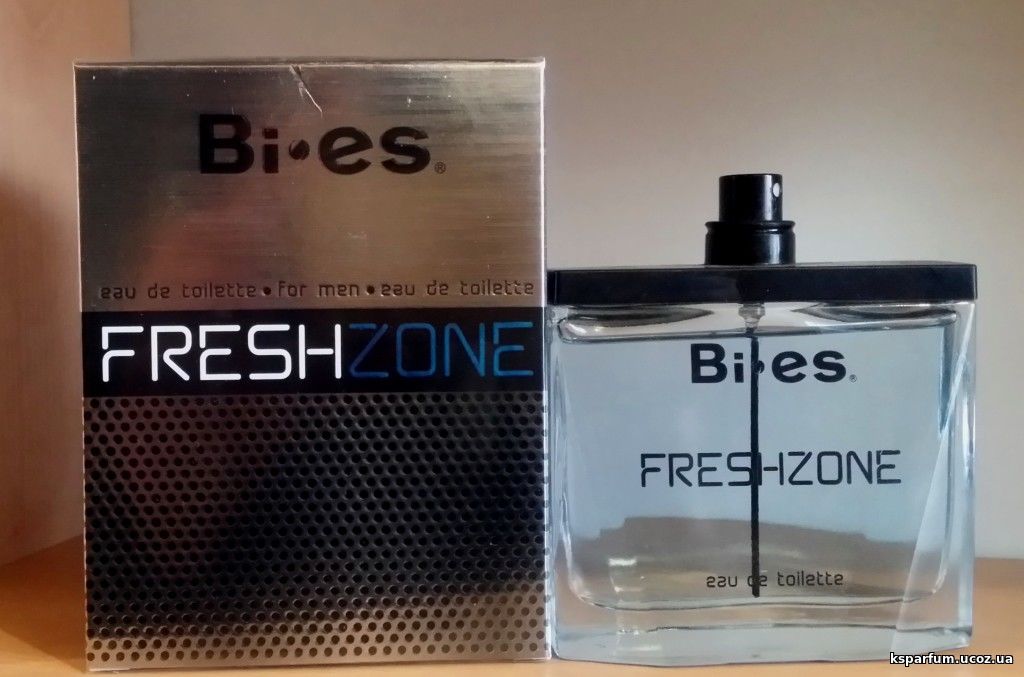 Bi•es®
eau de toilette • for men • eau de toilette
FRESHZONE
Bi•es®
FRESHZONE
eau de toilette
ksparfum.ucoz.ua